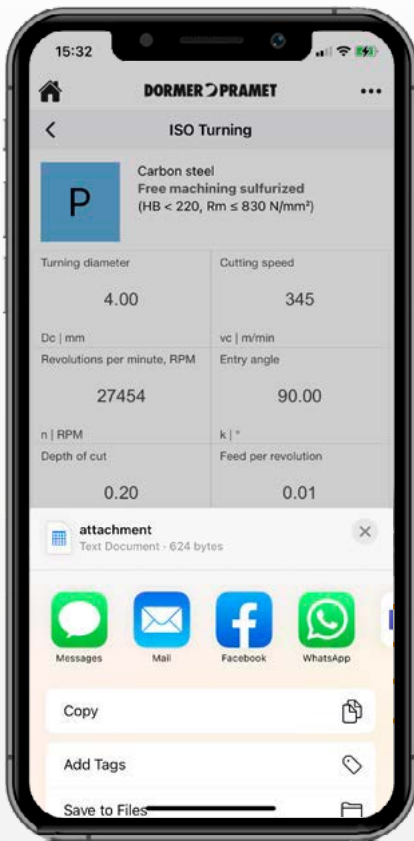 15:32
DORMER PRAMET
ISO Turning
P
Carbon steel
Free machining sulfurized
(HB < 220, Rm ≤ 830 N/mm²)
Turning diameter
Cutting speed
4.00
345
Dc | mm
vc | m/min
Revolutions per minute, RPM
Entry angle
27454
90.00
n | RPM
k | °
Depth of cut
Feed per revolution
0.20
0.01
attachment
Text Document · 624 bytes
Messages
Mail
Facebook
WhatsApp
Copy
Add Tags
Save to Files